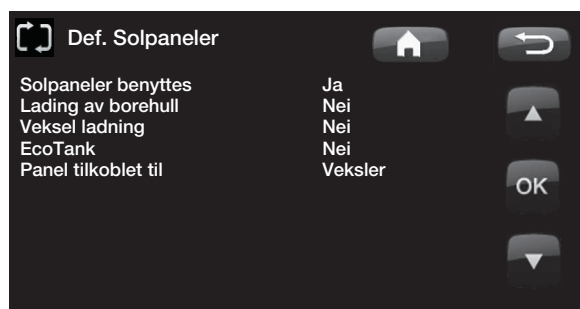 Def. Solpaneler
Solpaneler benyttes Ja
Lading av borehull Nei
Veksel ladning Nei
EcoTank Nei
Panel tilkoblet til Veksler
OK